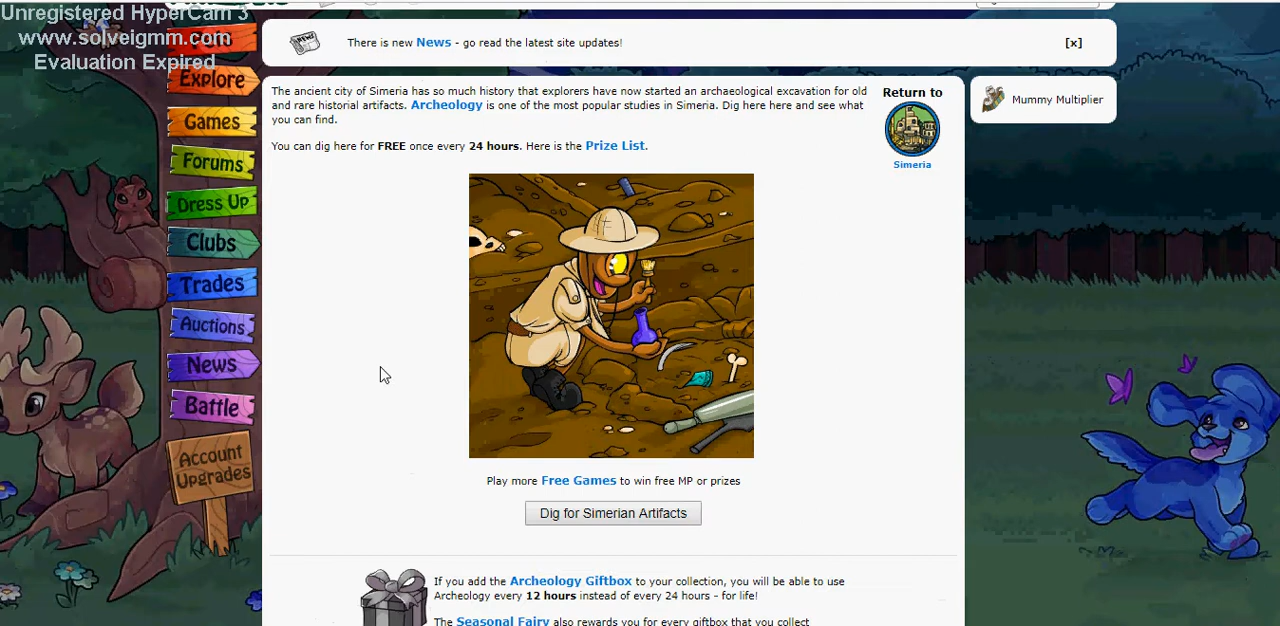 Unregistered HyperCam 3
www.solveigmm.com
Evaluation Expired
Explore
Games
Forums
Dress Up
Clubs
Trades
Auctions
News
Battle
Account
Upgrades
There is new News - go read the latest site updates!
[x]
The ancient city of Simeria has so much history that explorers have now started an archaeological excavation for old
and rare historial artifacts. Archeology is one of the most popular studies in Simeria. Dig here here and see what
you can find.
You can dig here for FREE once every 24 hours. Here is the Prize List.
Return to
Simeria
Mummy Multiplier
Play more Free Games to win free MP or prizes
Dig for Simerian Artifacts
If you add the Archeology Giftbox to your collection, you will be able to use
Archeology every 12 hours instead of every 24 hours - for life!
The Seasonal Fairy also rewards you for every giftbox that you collect